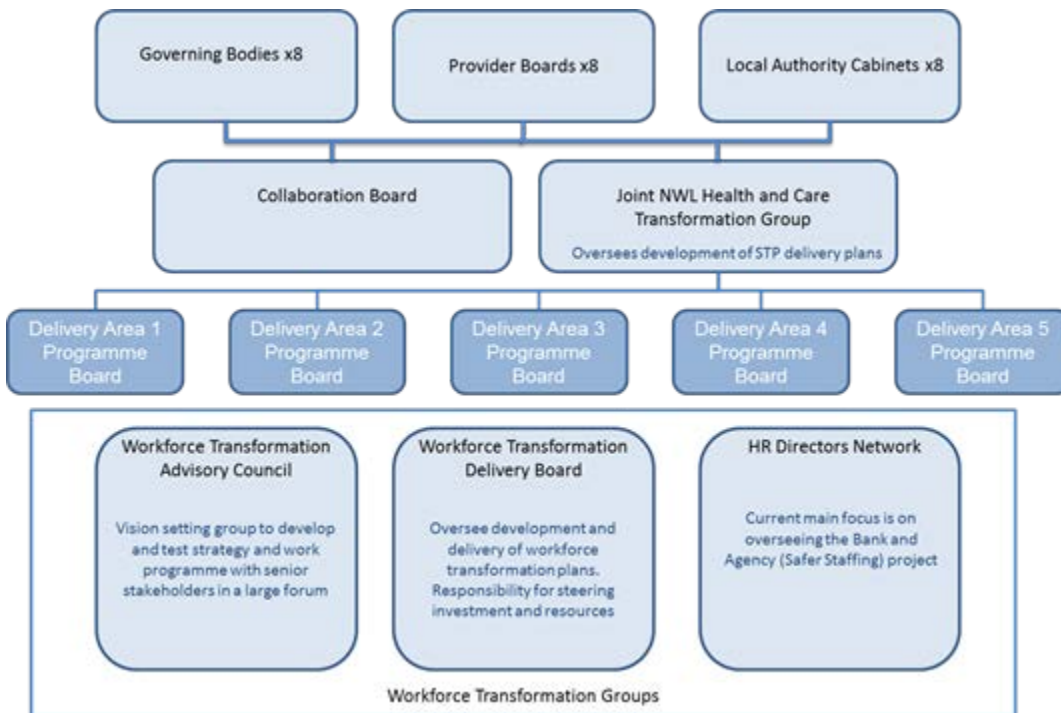 Governing Bodies x8
Provider Boards x8
Local Authority Cabinets x8
Collaboration Board
Joint NWL Health and Care
Transformation Group
Oversees development of STP delivery plans
Delivery Area 1
Programme
Board
Delivery Area 2
Programme
Board
Delivery Area 3
Programme
Board
Delivery Area 4
Programme
Board
Delivery Area 5
Programme
Board
Workforce Transformation
Advisory Council
Vision setting group to develop
and test strategy and work
programme with senior
stakeholders in a large forum
Workforce Transformation
Delivery Board
Oversee development and
delivery of workforce
transformation plans.
Responsibility for steering
investment and resources
HR Directors Network
Current main focus is on
overseeing the Bank and
Agency (Safer Staffing) project
Workforce Transformation Groups